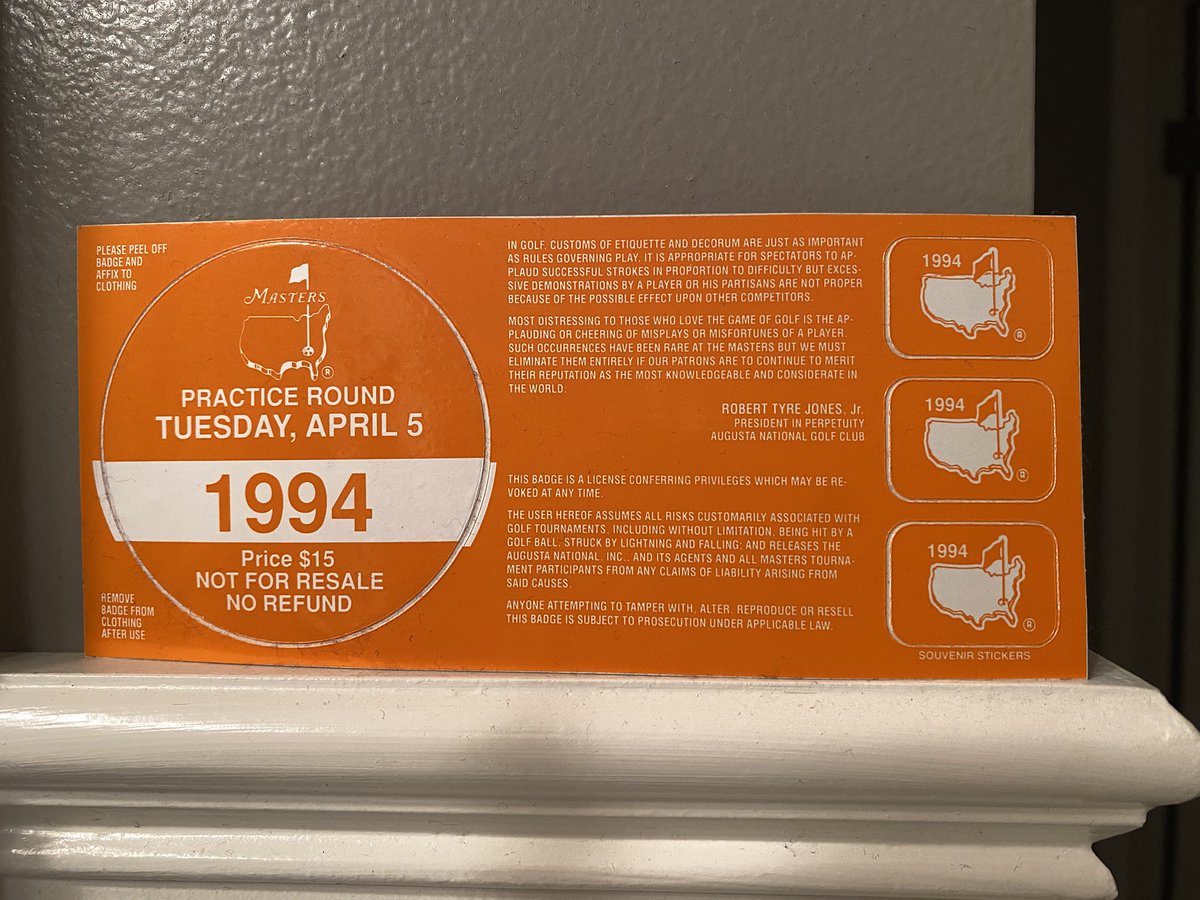 PLEASE PEEL OFF
BADGE AND
AFFIX TO
CLOTHING
MASTERS
®
PRACTICE ROUND
TUESDAY, APRIL 5
1994
Price $15
NOT FOR RESALE
NO REFUND
REMOVE
BADGE FROM
CLOTHING
AFTER USE
IN GOLF, CUSTOMS OF ETIQUETTE AND DECORUM ARE JUST AS IMPORTANT
AS RULES GOVERNING PLAY. IT IS APPROPRIATE FOR SPECTATORS TO AP-
PLAUD SUCCESSFUL STROKES IN PROPORTION TO DIFFICULTY BUT EXCES-
SIVE DEMONSTRATIONS BY A PLAYER OR HIS PARTISANS ARE NOT PROPER
BECAUSE OF THE POSSIBLE EFFECT UPON OTHER COMPETITORS.
MOST DISTRESSING TO THOSE WHO LOVE THE GAME OF GOLF IS THE AP-
PLAUDING OR CHEERING OF MISPLAYS OR MISFORTUNES OF A PLAYER.
SUCH OCCURRENCES HAVE BEEN RARE AT THE MASTERS BUT WE MUST
ELIMINATE THEM ENTIRELY IF OUR PATRONS ARE TO CONTINUE TO MERIT
THEIR REPUTATION AS THE MOST KNOWLEDGEABLE AND CONSIDERATE IN
THE WORLD.
ROBERT TYRE JONES, Jr.
PRESIDENT IN PERPETUITY
AUGUSTA NATIONAL GOLF CLUB
THIS BADGE IS A LICENSE CONFERRING PRIVILEGES WHICH MAY BE RE-
VOKED AT ANY TIME.
THE USER HEREOF ASSUMES ALL RISKS CUSTOMARILY ASSOCIATED WITH
GOLF TOURNAMENTS, INCLUDING WITHOUT LIMITATION, BEING HIT BY A
GOLF BALL, STRUCK BY LIGHTNING AND FALLING; AND RELEASES THE
AUGUSTA NATIONAL, INC., AND ITS AGENTS AND ALL MASTERS TOURNA-
MENT PARTICIPANTS FROM ANY CLAIMS OF LIABILITY ARISING FROM
SAID CAUSES.
ANYONE ATTEMPTING TO TAMPER WITH, ALTER, REPRODUCE OR RESELL
THIS BADGE IS SUBJECT TO PROSECUTION UNDER APPLICABLE LAW.
1994
®
1994
®
1994
®
SOUVENIR STICKERS